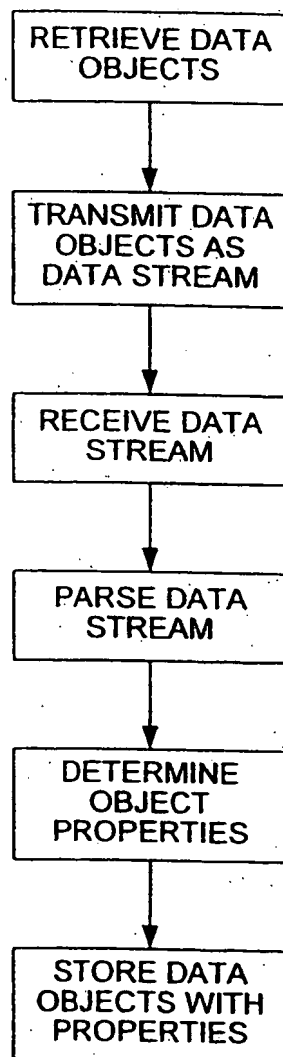 RETRIEVE DATA
OBJECTS
TRANSMIT DATA
OBJECTS AS
DATA STREAM
RECEIVE DATA
STREAM
PARSE DATA
STREAM
DETERMINE
OBJECT
PROPERTIES
STORE DATA
OBJECTS WITH
PROPERTIES